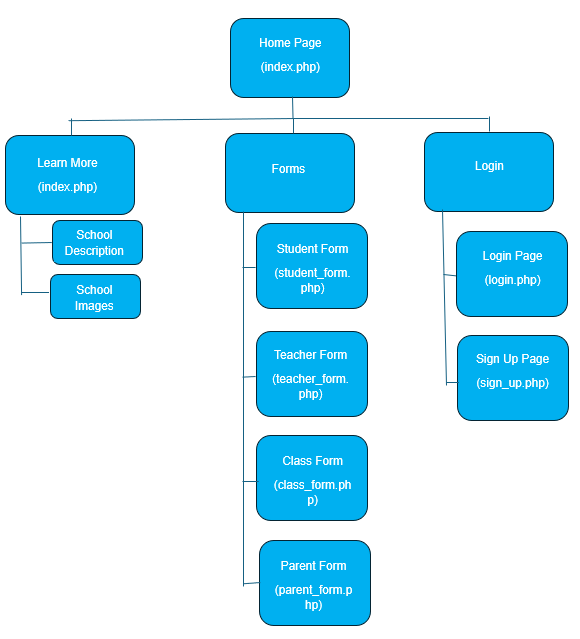 Home Page
(index.php)
Learn More
(index.php)
School
Description
School
Images
Forms
Student Form
(student_form.
php)
Teacher Form
(teacher_form.
php)
Class Form
(class_form.ph
p)
Parent Form
(parent_form.p
hp)
Login
Login Page
(login.php)
Sign Up Page
(sign_up.php)